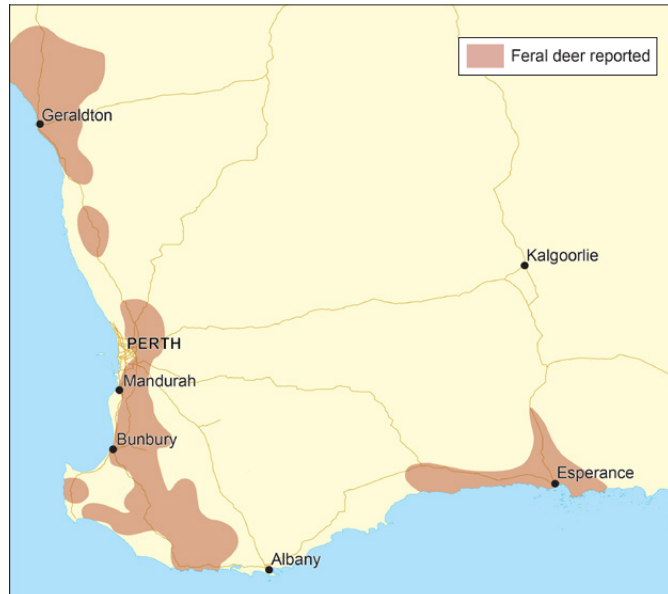 Feral deer reported
Geraldton
Kalgoorlie
PERTH
Mandurah
Bunbury
Esperance
Albany